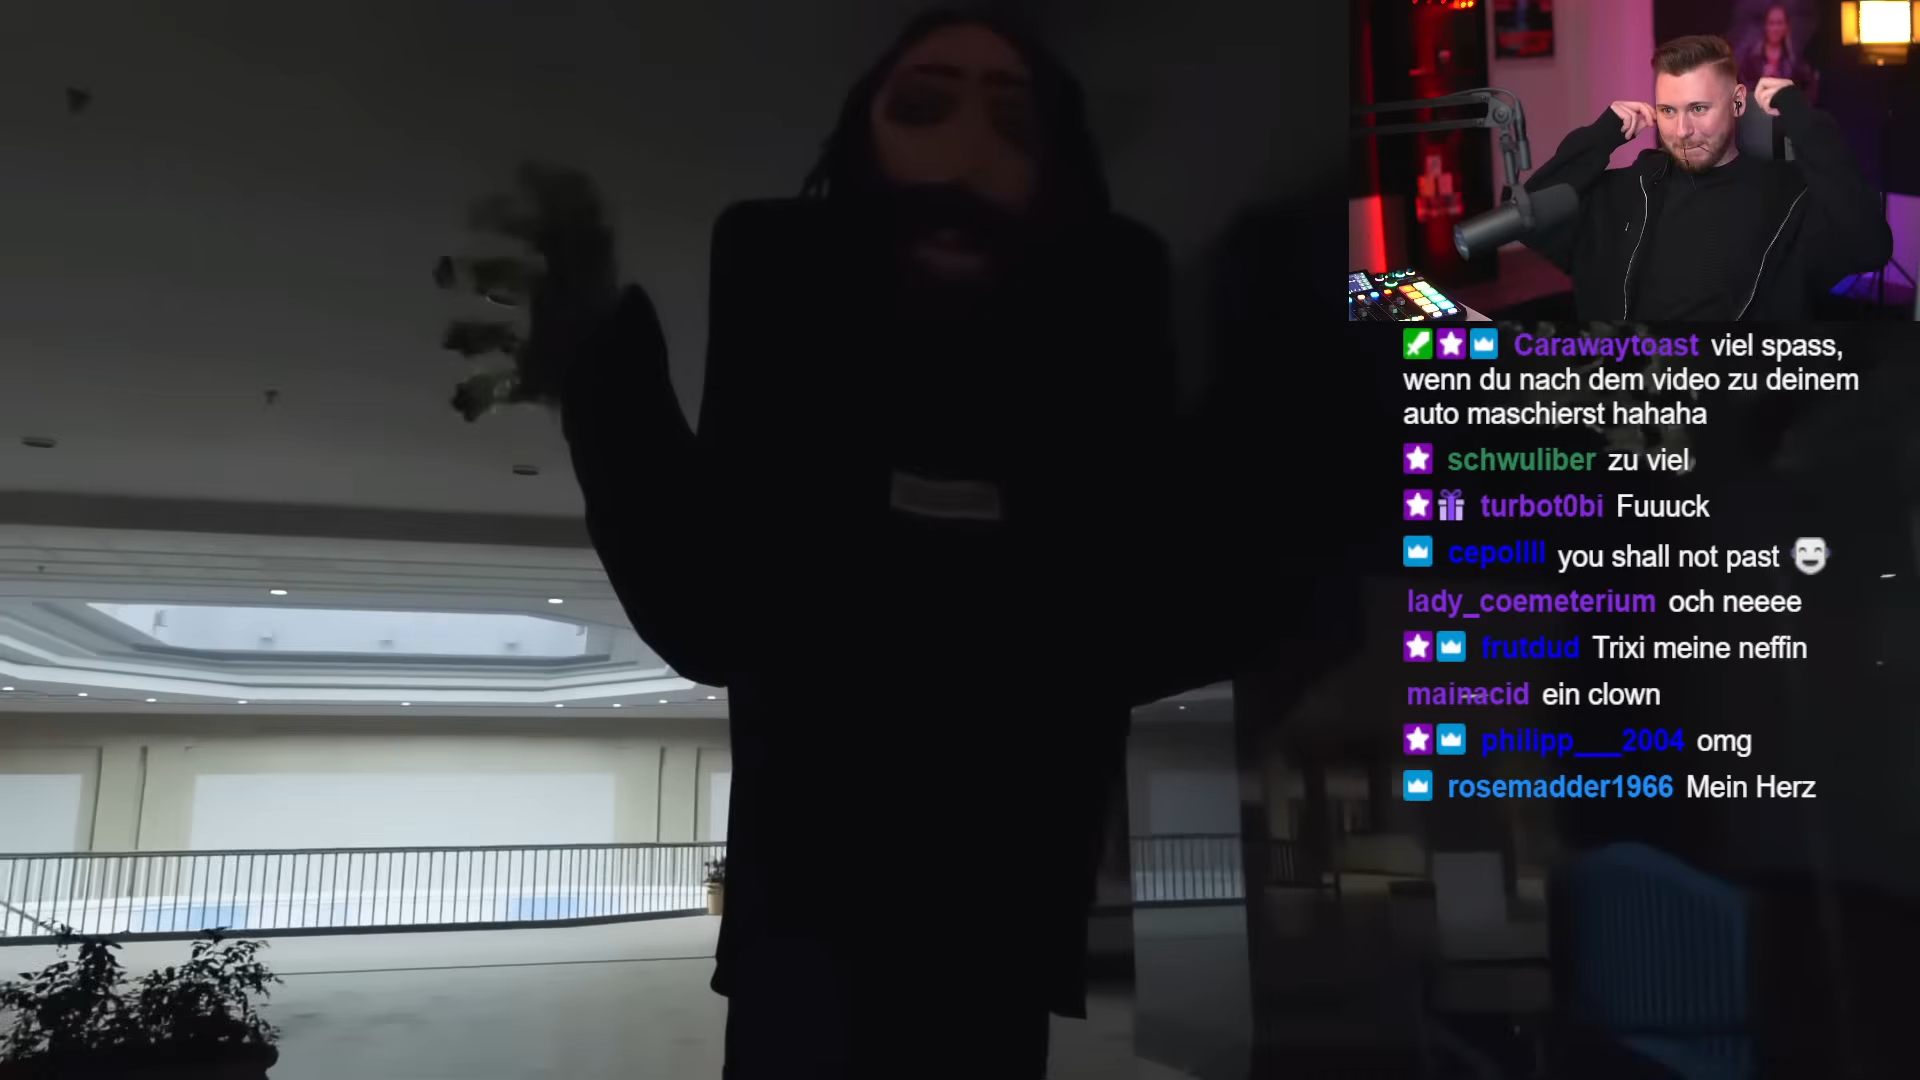 Carawaytoast viel spass,
wenn du nach dem video zu deinem
auto maschierst hahaha
schwuliber zu viel
turbot0bi Fuuuck
cepollll you shall not past
lady_coemeterium och neeee
frutdud Trixi meine neffin
mainacid ein clown
philipp___2004 omg
rosemadder1966 Mein Herz